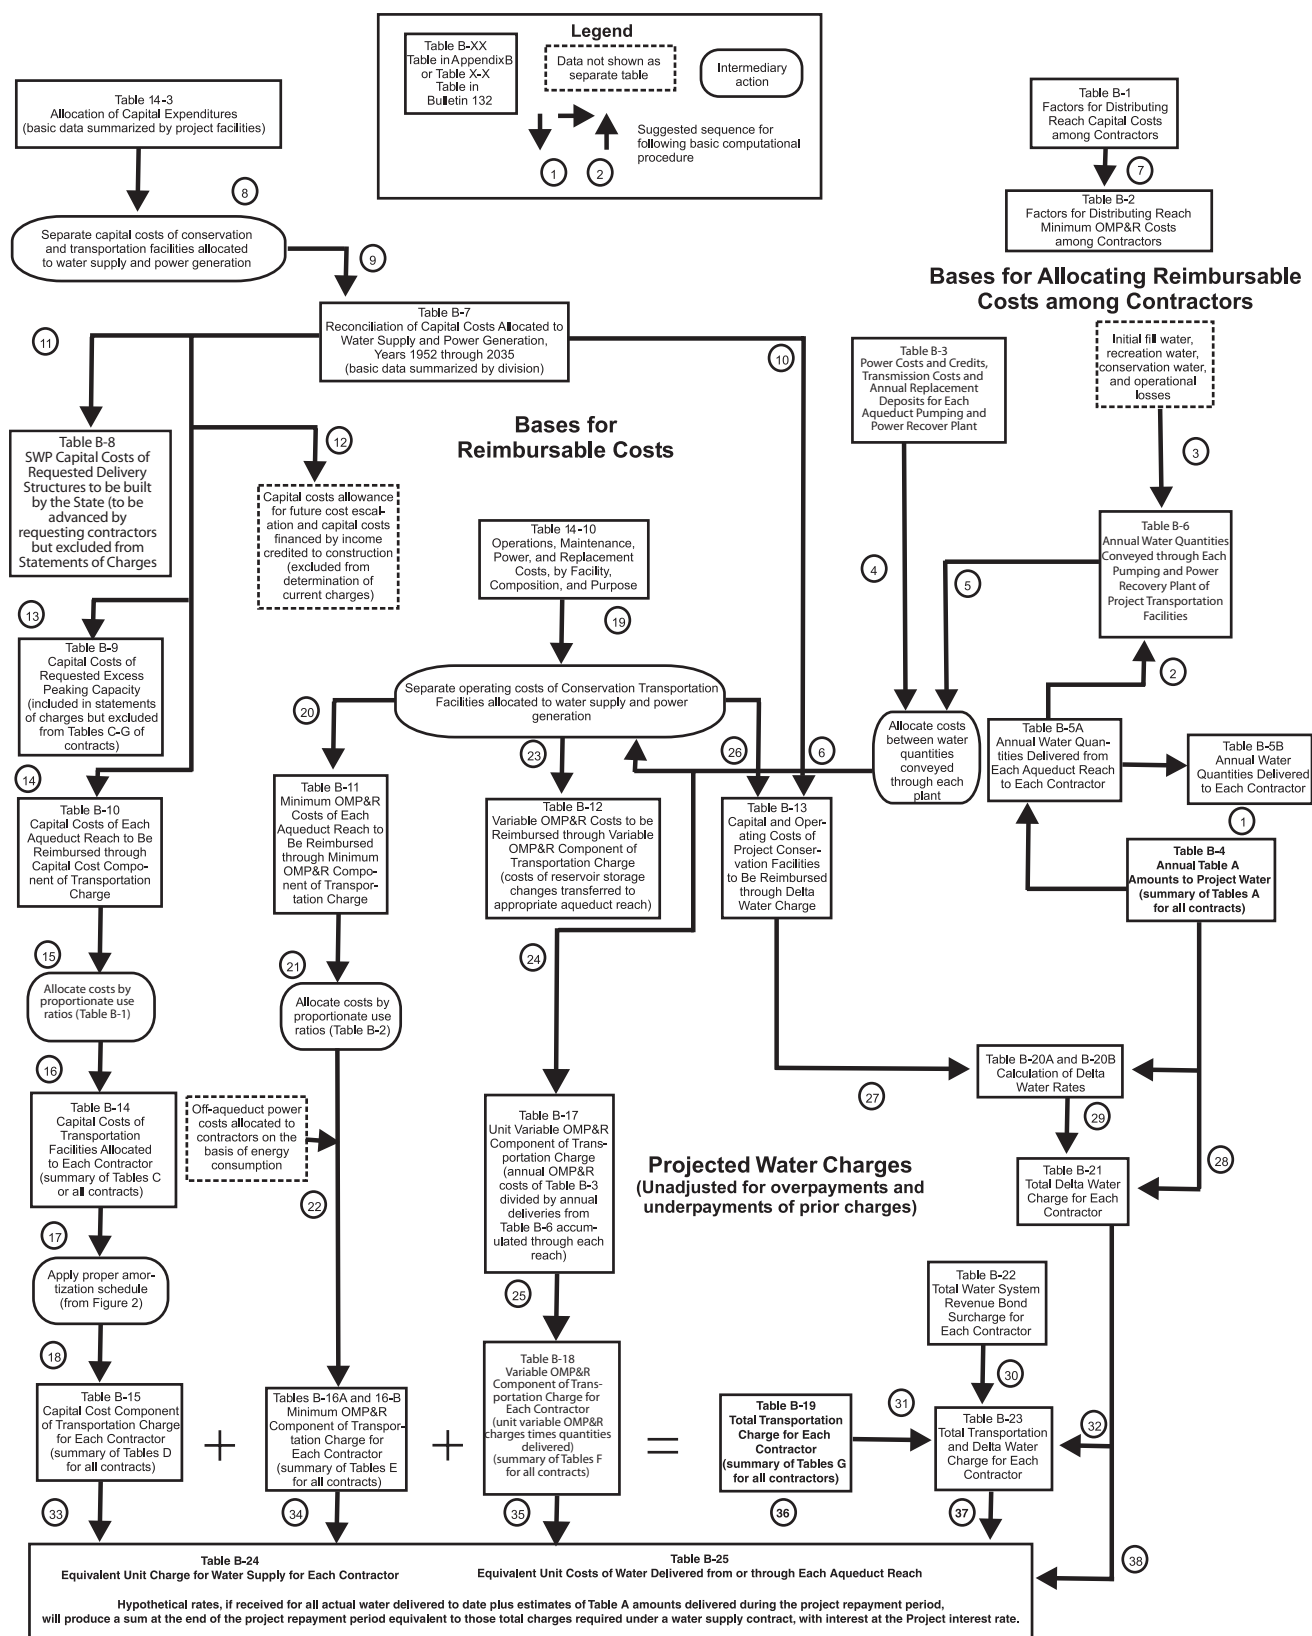 Legend
Table B-XX
Table in AppendixB
or Table X-X
Table in
Bulletin 132
Data not shown as
separate table
Intermediary
action
Suggested sequence for
following basic computational
procedure
1
2
Table 14-3
Allocation of Capital Expenditures
(basic data summarized by project facilities)
8
Separate capital costs of conservation
and transportation facilities allocated
to water supply and power generation
9
Table B-1
Factors for Distributing
Reach Capital Costs
among Contractors
7
Table B-2
Factors for Distributing Reach
Minimum OMP&R Costs
among Contractors
Bases for Allocating Reimbursable
Costs among Contractors
Table B-7
Reconciliation of Capital Costs Allocated to
Water Supply and Power Generation,
Years 1952 through 2035
(basic data summarized by division)
11
10
Table B-3
Power Costs and Credits,
Transmission Costs and
Annual Replacement
Deposits for Each
Aqueduct Pumping and
Power Recover Plant
Initial fill water,
recreation water,
conservation water,
and operational
losses
Bases for
Reimbursable Costs
Table B-8
SWP Capital Costs of
Requested Delivery
Structures to be built
by the State (to be
advanced by
requesting contractors
but excluded from
Statements of Charges
12
Capital costs allowance
for future cost escal-
ation and capital costs
financed by income
credited to construction
(excluded from
determination of
current charges)
Table 14-10
Operations, Maintenance,
Power, and Replacement
Costs, by Facility,
Composition, and Purpose
3
4
5
Table B-6
Annual Water Quantities
Conveyed through Each
Pumping and Power
Recovery Plant of
Project Transportation
Facilities
13
19
Table B-9
Capital Costs of
Requested Excess
Peaking Capacity
(included in statements
of charges but excluded
from Tables C-G of
contracts)
Separate operating costs of Conservation Transportation
Facilities allocated to water supply and power
generation
2
20
23
26
6
Allocate costs
between water
quantities
conveyed
through each
plant
Table B-5A
Annual Water Quan-
tities Delivered from
Each Aqueduct Reach
to Each Contractor
Table B-5B
Annual Water
Quantities Delivered
to Each Contractor
14
Table B-10
Capital Costs of Each
Aqueduct Reach to Be
Reimbursed through
Capital Cost Compo-
nent of Transportation
Charge
Table B-11
Minimum OMP&R
Costs of Each
Aqueduct Reach to
Be Reimbursed
through Minimum
OMP&R Compo-
nent of Transpor-
tation Charge
Table B-12
Variable OMP&R Costs to be
Reimbursed through Variable
OMP&R Component of
Transportation Charge
(costs of reservoir storage
changes transferred to
appropriate aqueduct reach)
Table B-13
Capital and Oper-
ating Costs of
Project Conser-
vation Facilities
to Be Reimbursed
through Delta
Water Charge
1
Table B-4
Annual Table A
Amounts to Project Water
(summary of Tables A
for all contracts)
15
21
24
Allocate costs by
proportionate use
ratios (Table B-1)
Allocate costs by
proportionate use
ratios (Table B-2)
16
27
Table B-20A and B-20B
Calculation of Delta
Water Rates
29
28
Table B-14
Capital Costs of
Transportation
Facilities Allocated
to Each Contractor
(summary of Tables C
or all contracts)
Off-aqueduct power
costs allocated to
contractors on the
basis of energy
consumption
22
Table B-17
Unit Variable OMP&R
Component of Trans-
portation Charge
(annual OMP&R
costs of Table B-3
divided by annual
deliveries from
Table B-6 accum-
ulated through each
reach)
Projected Water Charges
(Unadjusted for overpayments and
underpayments of prior charges)
Table B-21
Total Delta Water
Charge for Each
Contractor
17
Apply proper amor-
tization schedule
(from Figure 2)
25
Table B-22
Total Water System
Revenue Bond
Surcharge for
Each Contractor
18
30
Table B-15
Capital Cost Component
of Transportation Charge
for Each Contractor
(summary of Tables D
for all contracts)
+
Tables B-16A and 16-B
Minimum OMP&R
Component of Transpor-
tation Charge for
Each Contractor
(summary of Tables E
for all contracts)
+
Table B-18
Variable OMP&R
Component of Trans-
portation Charge for
Each Contractor
(unit variable OMP&R
charges times quantities
delivered)
(summary of Tables F
for all contracts)
=
Table B-19
Total Transportation
Charge for Each
Contractor
(summary of Tables G
for all contractors)
31
Table B-23
Total Transportation
and Delta Water
Charge for Each
Contractor
32
33
34
35
36
37
38
Table B-24
Equivalent Unit Charge for Water Supply for Each Contractor
Table B-25
Equivalent Unit Costs of Water Delivered from or through Each Aqueduct Reach
Hypothetical rates, if received for all actual water delivered to date plus estimates of Table A amounts delivered during the project repayment period,
will produce a sum at the end of the project repayment period equivalent to those total charges required under a water supply contract, with interest at the Project interest rate.